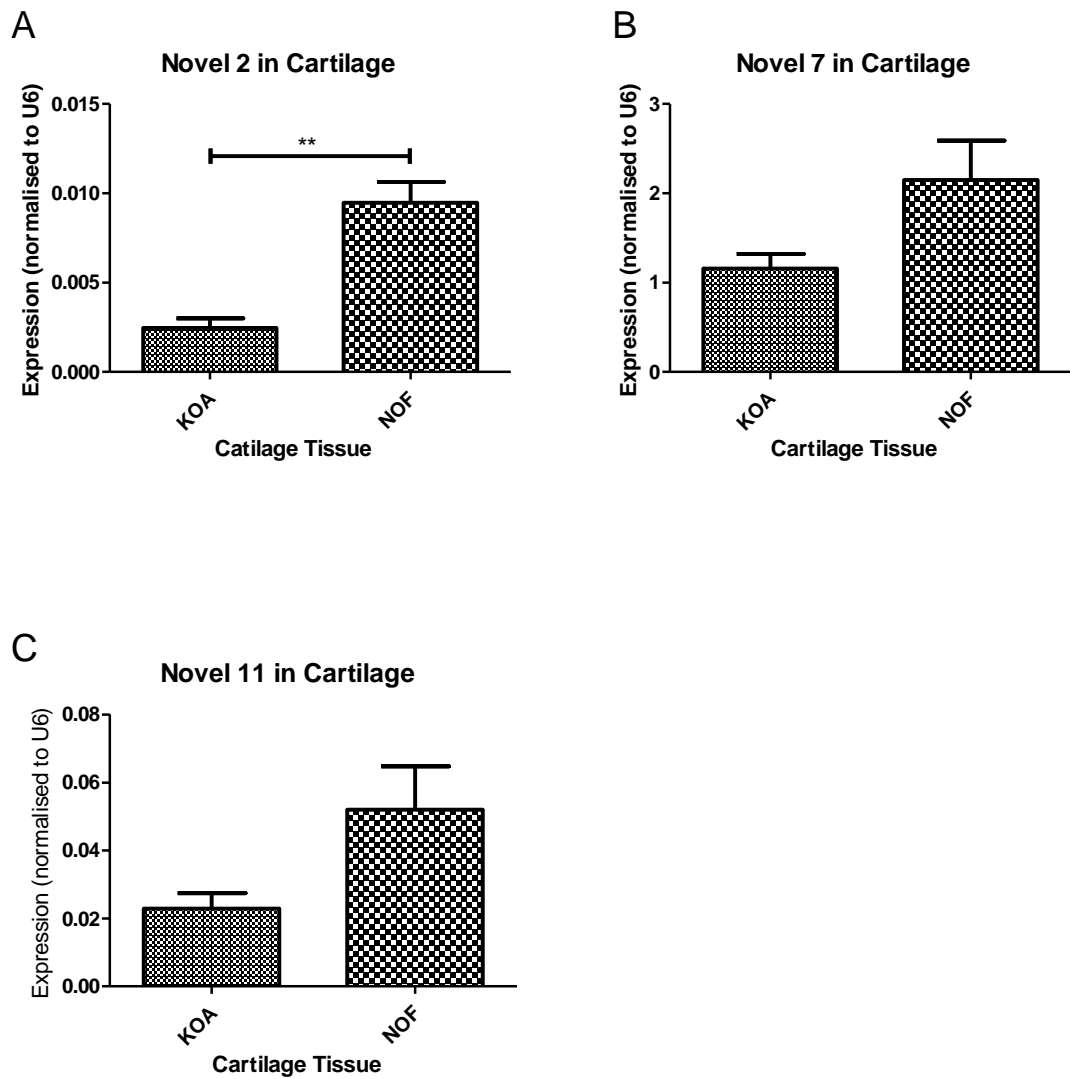 A
Novel 2 in Cartilage
Expression (normalised to U6)
0.015
0.010
0.005
0.000
**
KOA
NOF
Catilage Tissue
B
Novel 7 in Cartilage
Expression (normalised to U6)
3
2
1
0
KOA
NOF
Cartilage Tissue
C
Novel 11 in Cartilage
Expression (normalised to U6)
0.08
0.06
0.04
0.02
0.00
KOA
NOF
Cartilage Tissue